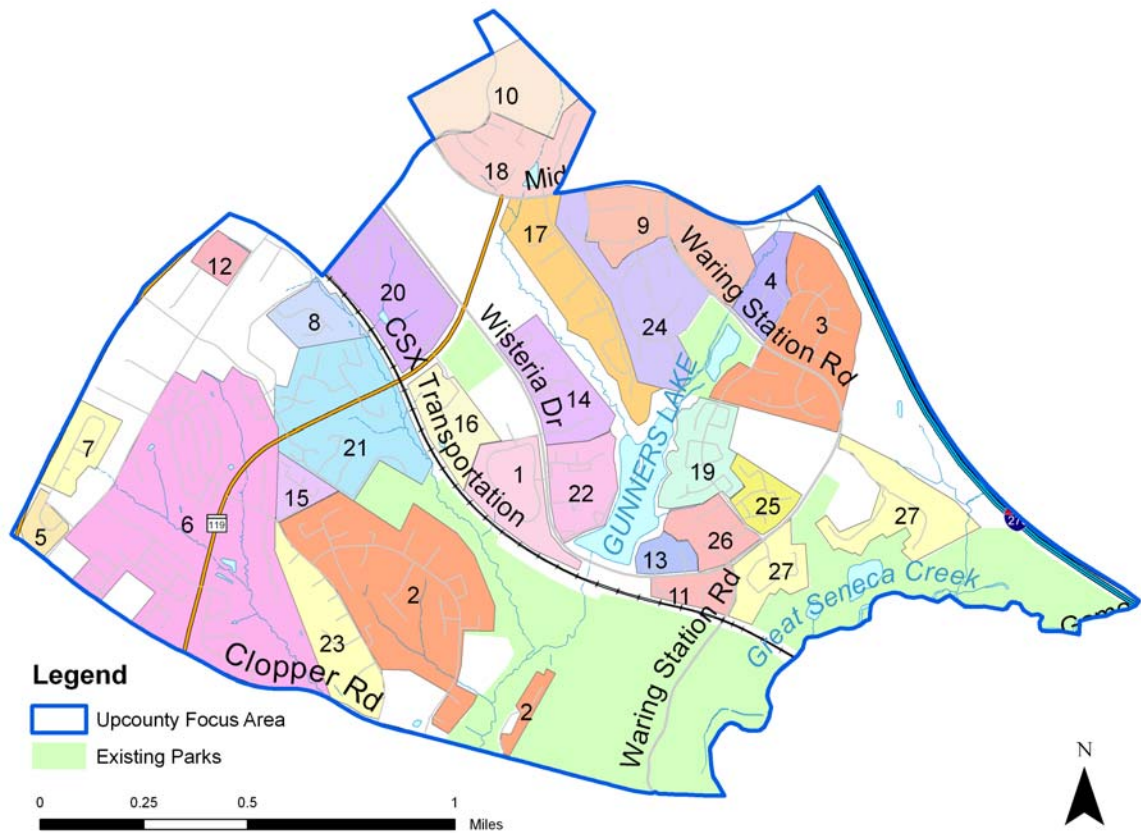 10
18
Mid
17
9
Waring Station Rd
4
3
12
20
8
24
CSX Transportation
Wisteria Dr
14
16
21
7
GUNNERS LAKE
1
22
19
25
15
6
119
5
27
26
13
27
2
11
23
Great Seneca Creek
Waring Station Rd
Clopper Rd
2
Legend
Upcounty Focus Area
Existing Parks
N
0 0.25 0.5 1
Miles